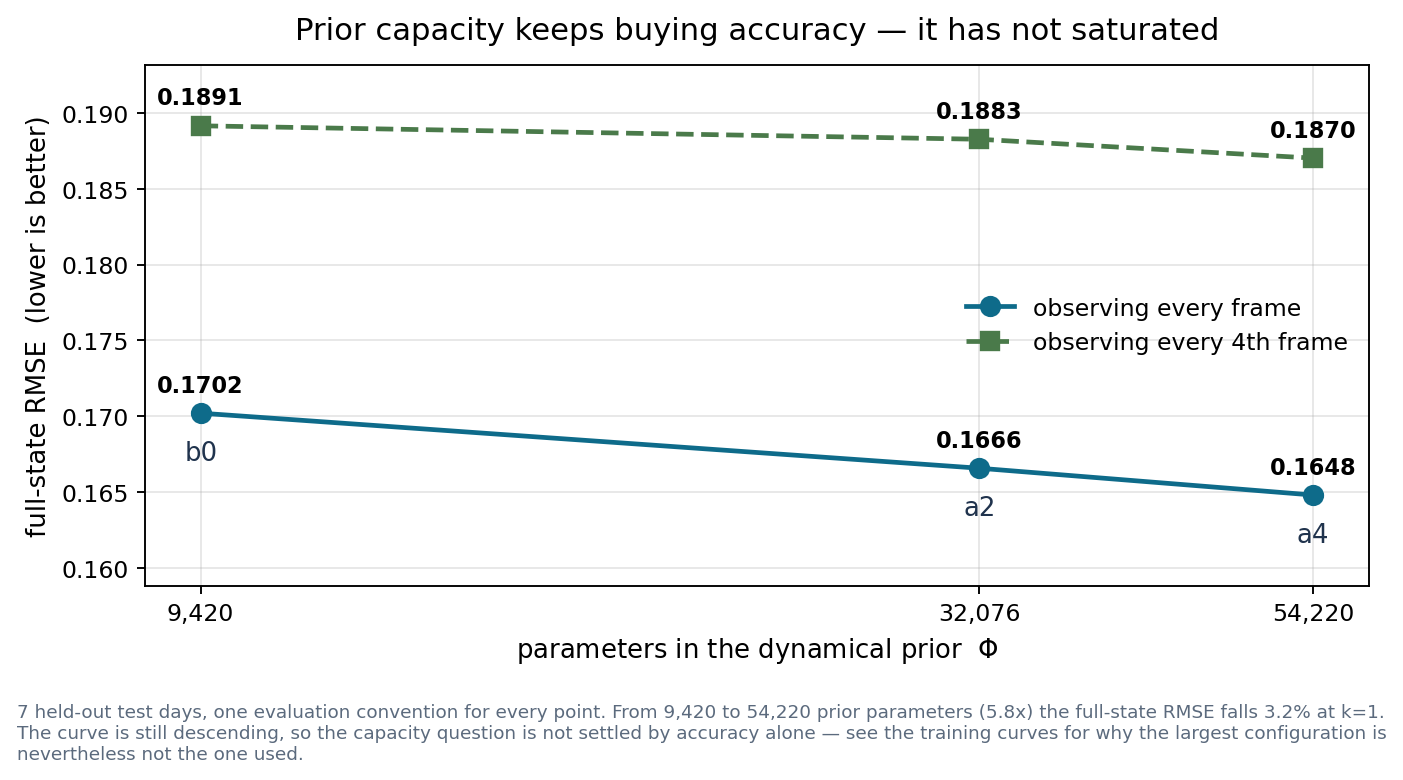 Prior capacity keeps buying accuracy — it has not saturated
full-state RMSE (lower is better)
0.190
0.185
0.180
0.175
0.170
0.165
0.160
0.1891
0.1883
0.1870
observing every frame
observing every 4th frame
0.1702
b0
0.1666
a2
0.1648
a4
9,420
32,076
54,220
parameters in the dynamical prior Φ
7 held-out test days, one evaluation convention for every point. From 9,420 to 54,220 prior parameters (5.8x) the full-state RMSE falls 3.2% at k=1.
The curve is still descending, so the capacity question is not settled by accuracy alone — see the training curves for why the largest configuration is
nevertheless not the one used.